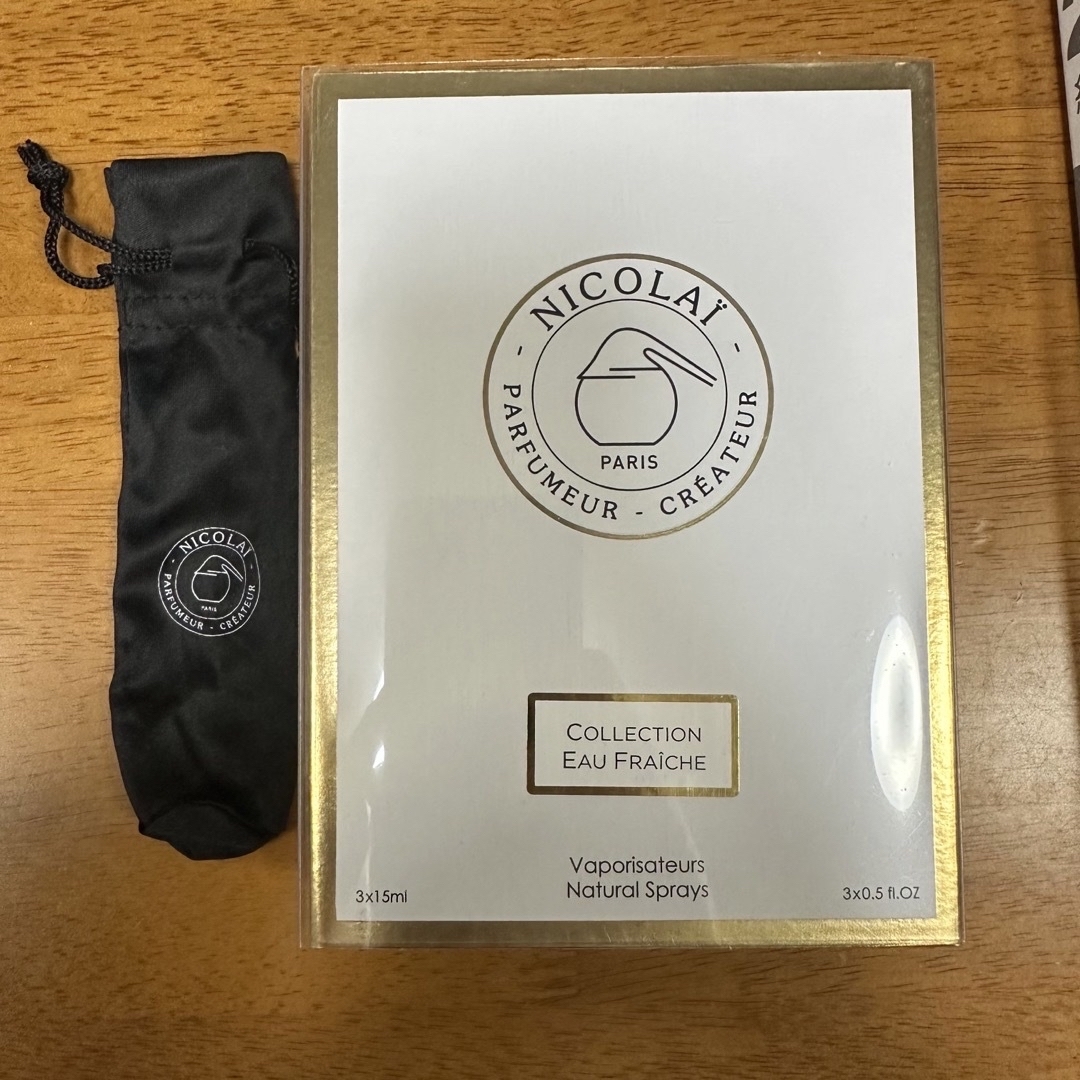 NICOLAÏ
PARIS
PARFUMEUR - CRÉATEUR
NICOLAÏ
PARIS
PARFUMEUR - CRÉATEUR
COLLECTION
EAU FRAÎCHE
Vaporisateurs
Natural Sprays
3x15ml
3x0.5 fl.OZ